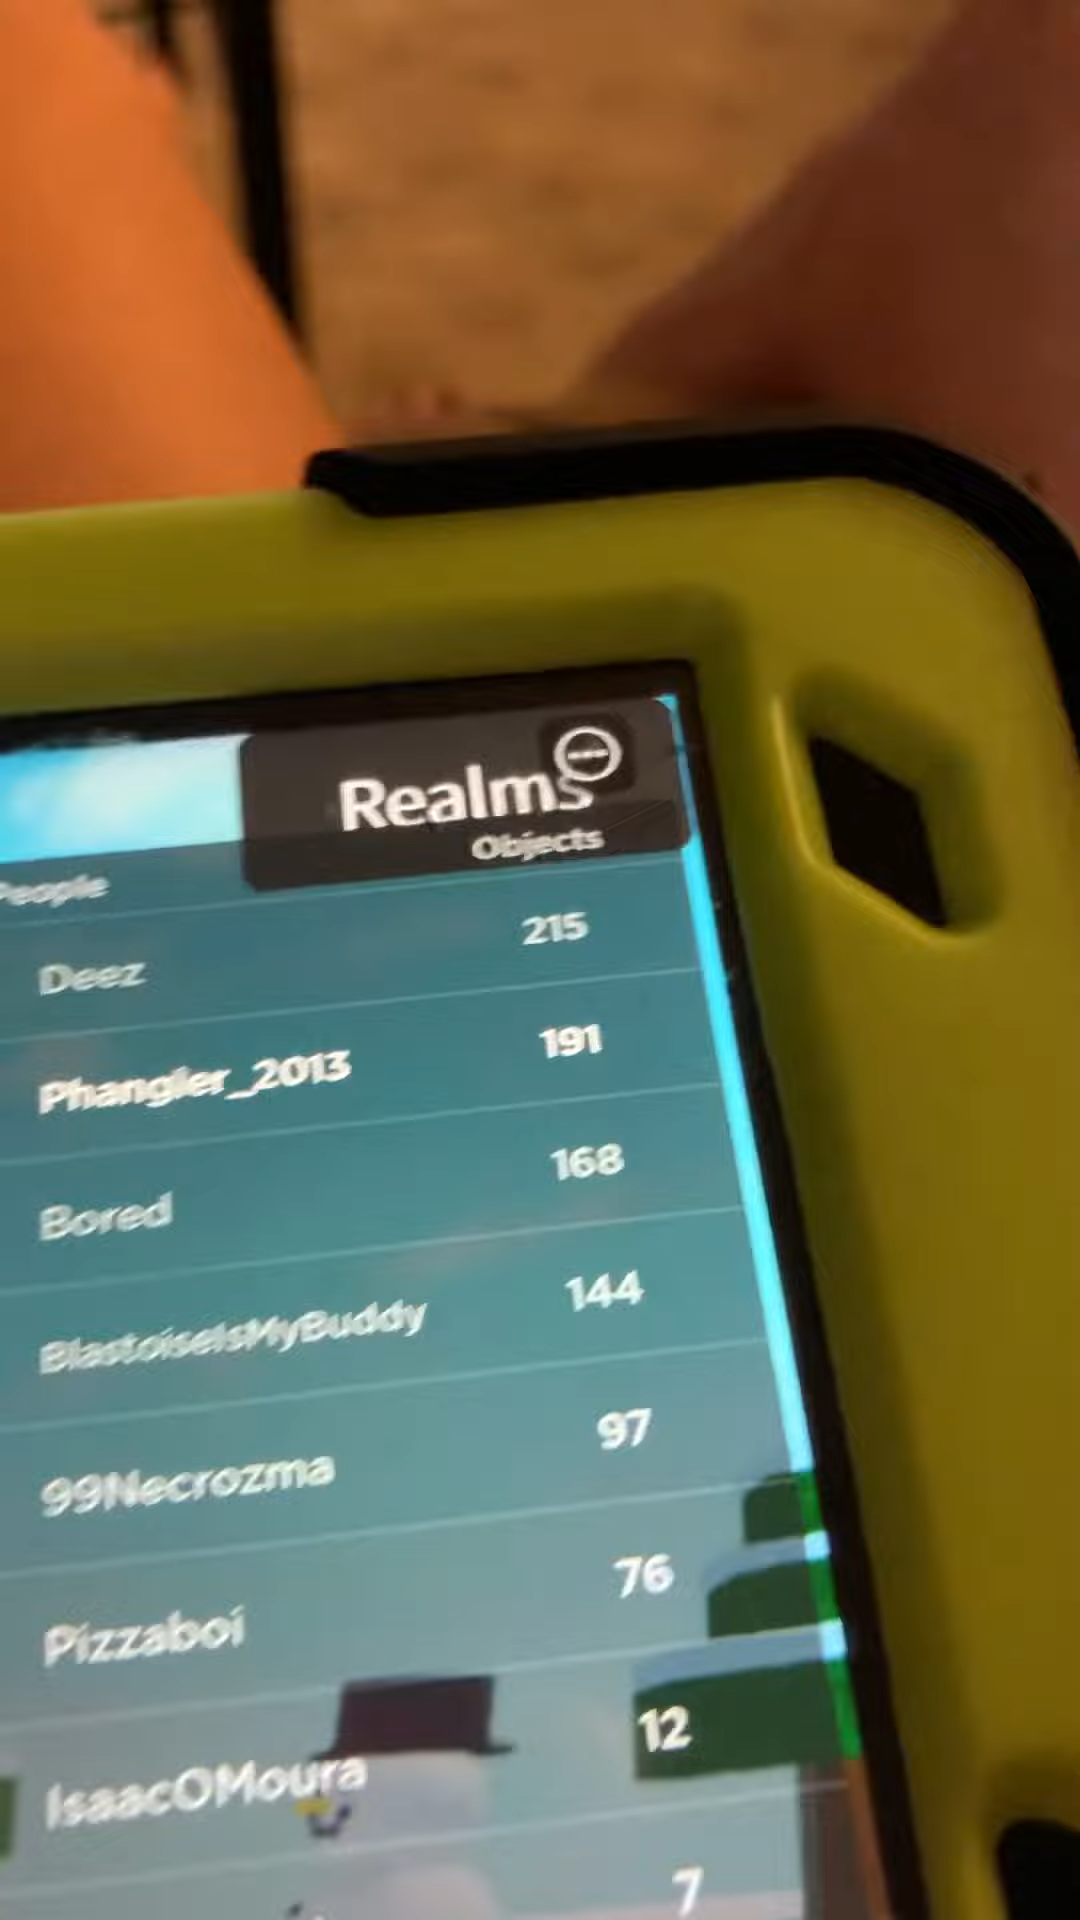 Realms
Objects
People
Deez 215
Phangler_2013 191
Bored 168
BlastoiseIsMyBuddy 144
99Necrozma 97
Pizzaboi 76
IsaacOMoura 12
7